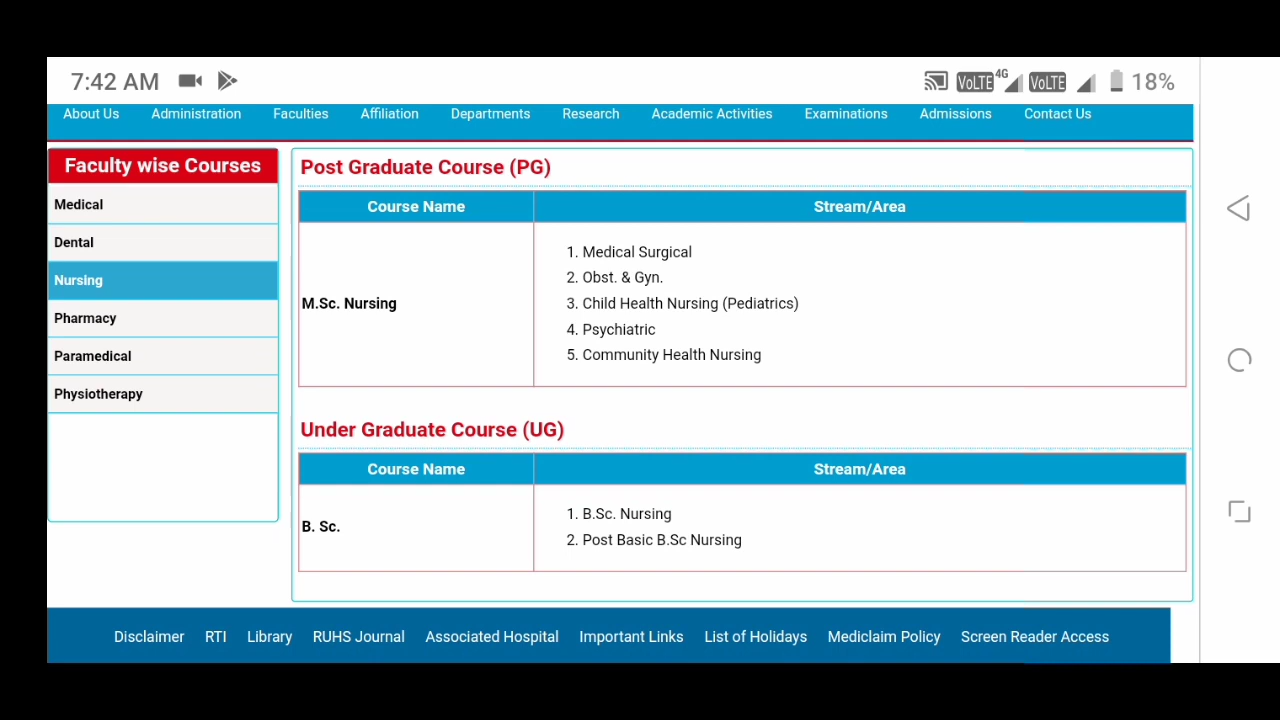 7:42 AM
VoLTE 4G VoLTE 18%
About Us Administration Faculties Affiliation Departments Research Academic Activities Examinations Admissions Contact Us
Faculty wise Courses
Medical
Dental
Nursing
Pharmacy
Paramedical
Physiotherapy
Post Graduate Course (PG)
Course Name Stream/Area
M.Sc. Nursing
1. Medical Surgical
2. Obst. & Gyn.
3. Child Health Nursing (Pediatrics)
4. Psychiatric
5. Community Health Nursing
Under Graduate Course (UG)
Course Name Stream/Area
B. Sc.
1. B.Sc. Nursing
2. Post Basic B.Sc Nursing
Disclaimer RTI Library RUHS Journal Associated Hospital Important Links List of Holidays Mediclaim Policy Screen Reader Access